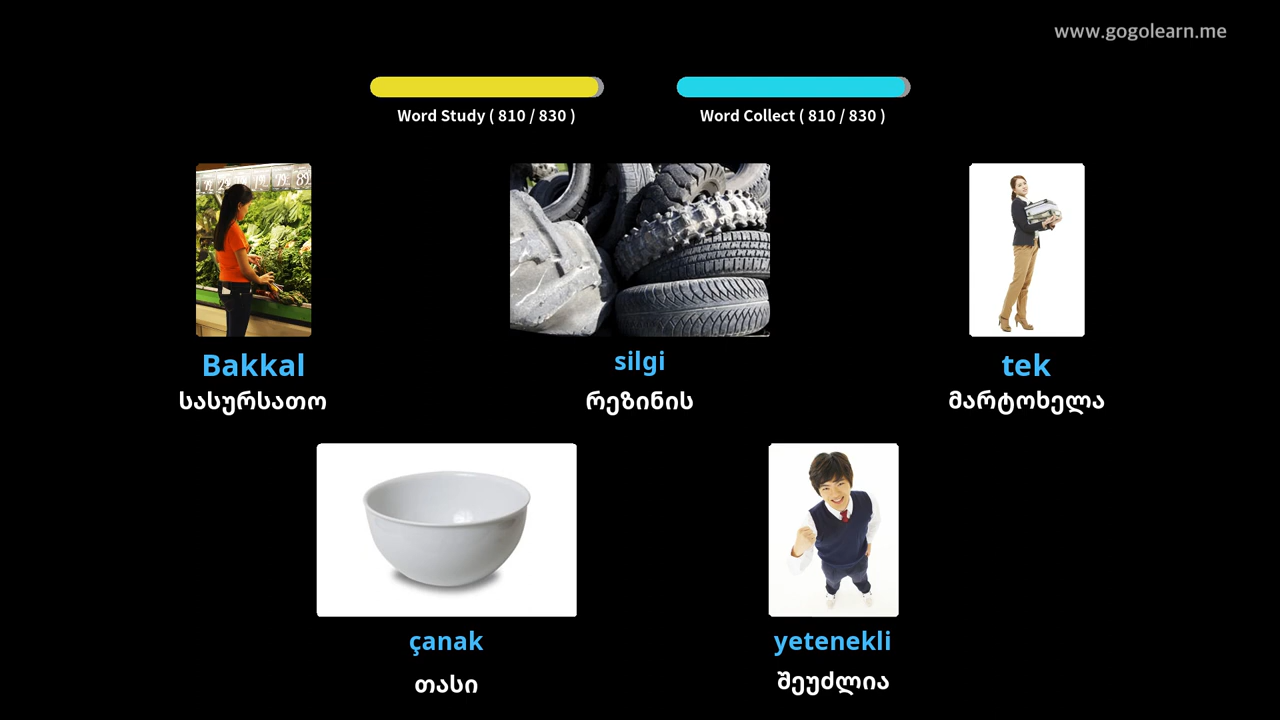 www.gogolearn.me
Word Study ( 810 / 830 )
Word Collect ( 810 / 830 )
Bakkal
სასურსათო
silgi
რეზინის
tek
მარტოხელა
çanak
თასი
yetenekli
შეუძლია